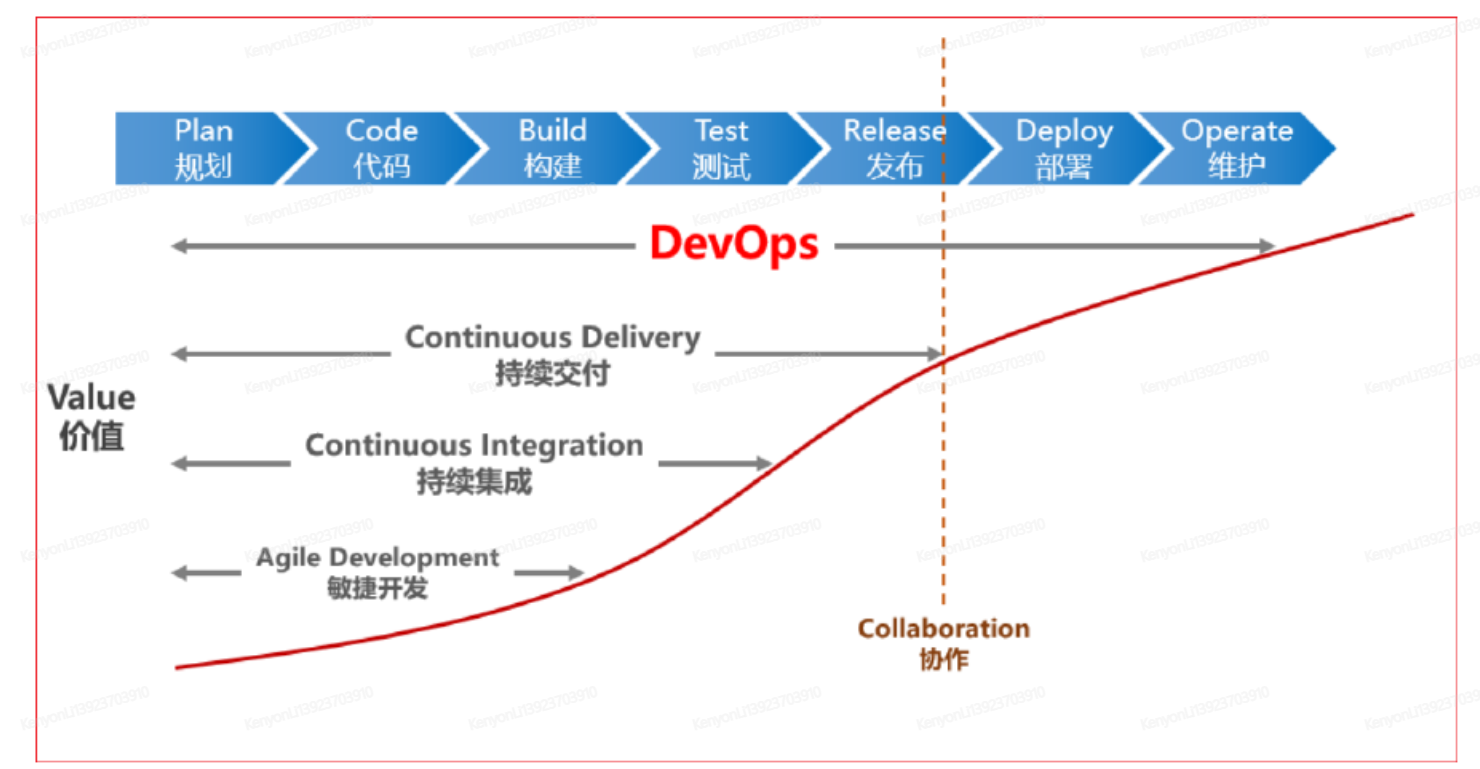 Plan
规划
Code
代码
Build
构建
Test
测试
Release
发布
Deploy
部署
Operate
维护
DevOps
Continuous Delivery
持续交付
Value
价值
Continuous Integration
持续集成
Agile Development
敏捷开发
Collaboration
协作